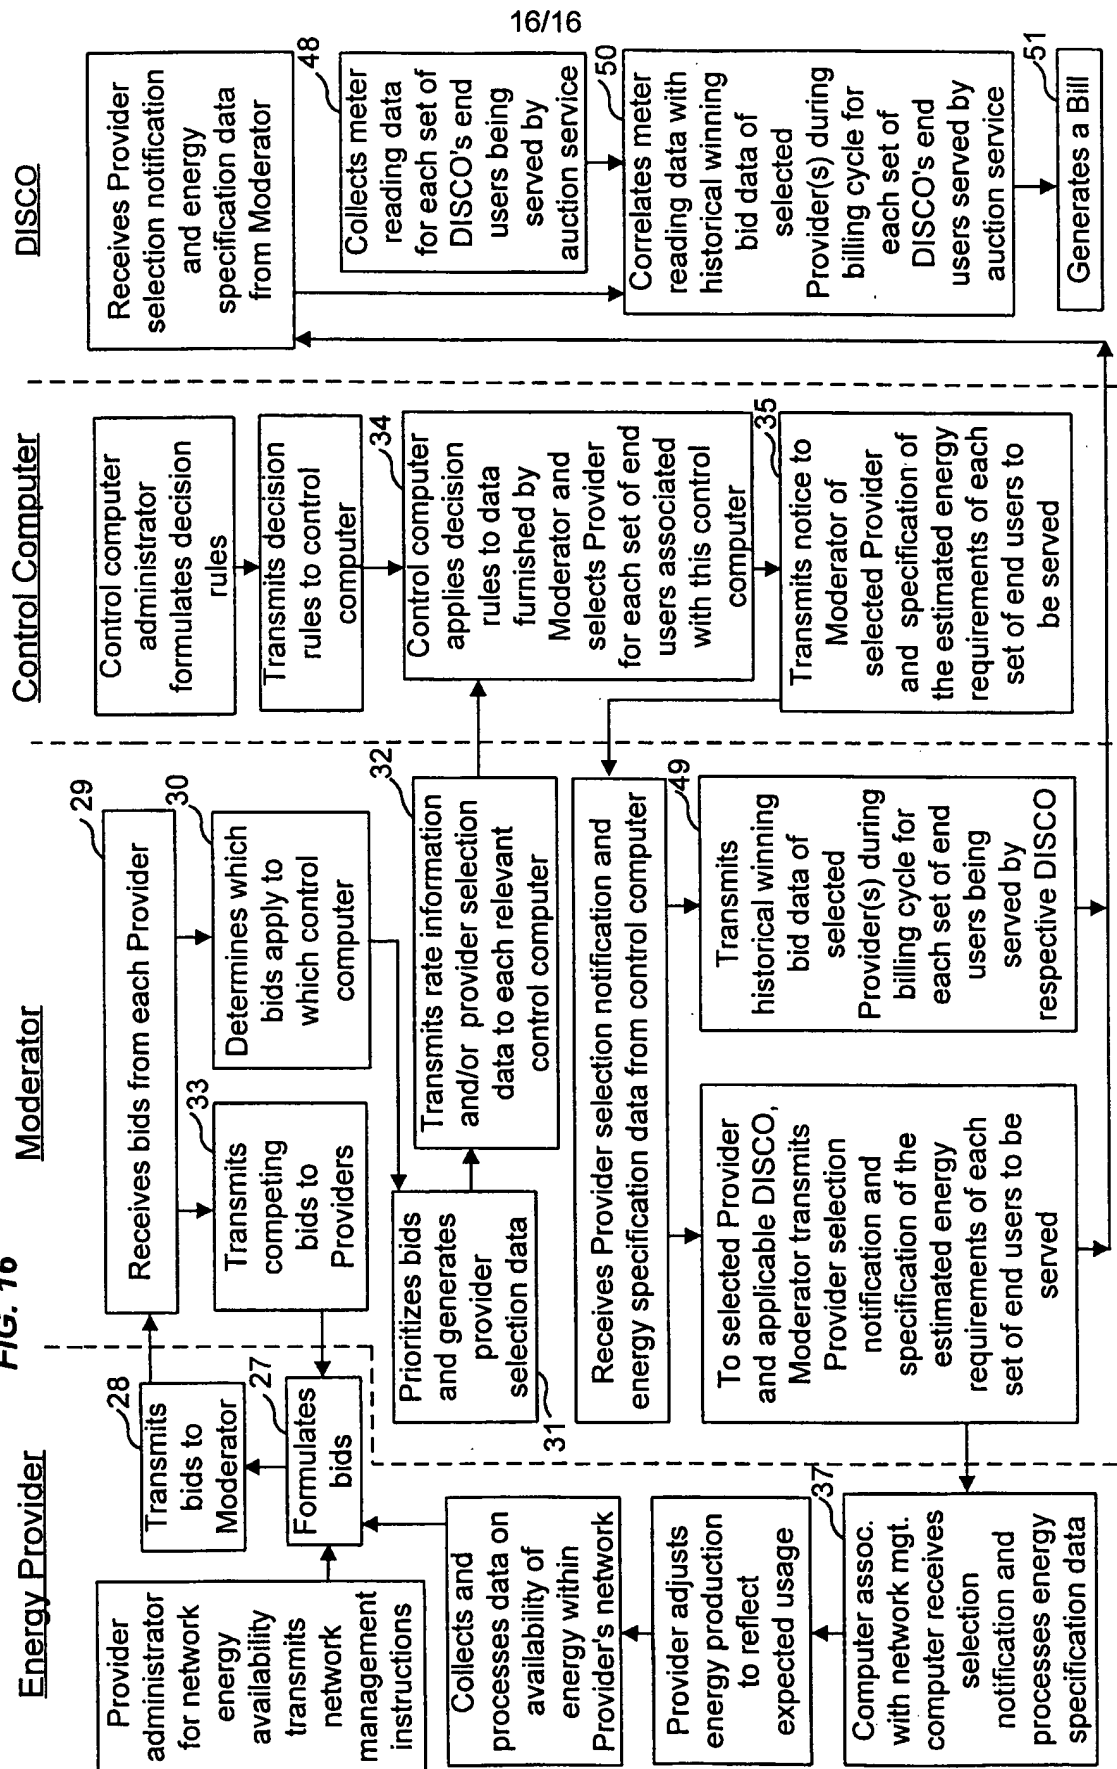 16/16
FIG. 16
Energy Provider
Provider
administrator
for network
energy
availability
transmits
network
management
instructions
28
Transmits
bids to
Moderator
27
Formulates
bids
Collects and
processes data on
availability of
energy within
Provider's network
Provider adjusts
energy production
to reflect
expected usage
37
Computer assoc.
with network mgt.
computer receives
selection
notification and
processes energy
specification data
Moderator
29
Receives bids from each Provider
33
Transmits
competing
bids to
Providers
30
Determines which
bids apply to
which control
computer
Prioritizes bids
and generates
provider
selection data
31
32
Transmits rate information
and/or provider selection
data to each relevant
control computer
Receives Provider selection notification and
energy specification data from control computer
To selected Provider
and applicable DISCO,
Moderator transmits
Provider selection
notification and
specification of the
estimated energy
requirements of each
set of end users to be
served
49
Transmits
historical winning
bid data of
selected
Provider(s) during
billing cycle for
each set of end
users being
served by
respective DISCO
Control Computer
Control computer
administrator
formulates decision
rules
Transmits decision
rules to control
computer
34
Control computer
applies decision
rules to data
furnished by
Moderator and
selects Provider
for each set of end
users associated
with this control
computer
35
Transmits notice to
Moderator of
selected Provider
and specification of
the estimated energy
requirements of each
set of end users to
be served
DISCO
Receives Provider
selection notification
and energy
specification data
from Moderator
48
Collects meter
reading data
for each set of
DISCO's end
users being
served by
auction service
50
Correlates meter
reading data with
historical winning
bid data of
selected
Provider(s) during
billing cycle for
each set of
DISCO's end
users served by
auction service
51
Generates a Bill